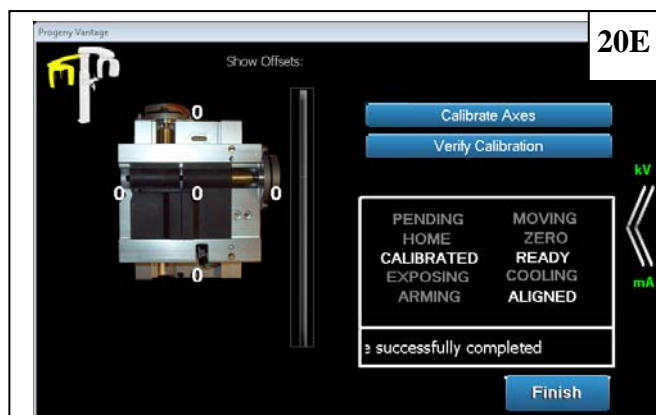 Progeny Vantage
20E
Show Offsets:
0
0 0 0
0
Calibrate Axes
Verify Calibration
kV
PENDING MOVING
HOME ZERO
CALIBRATED READY
EXPOSING COOLING
ARMING ALIGNED
mA
e successfully completed
Finish